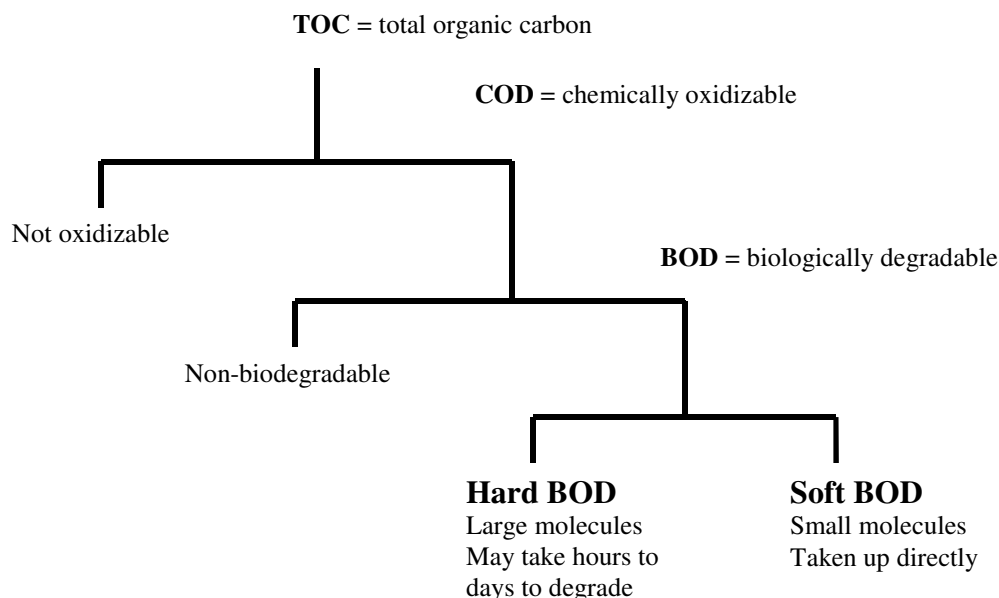 TOC = total organic carbon
COD = chemically oxidizable
Not oxidizable
BOD = biologically degradable
Non-biodegradable
Hard BOD
Large molecules
May take hours to
days to degrade
Soft BOD
Small molecules
Taken up directly